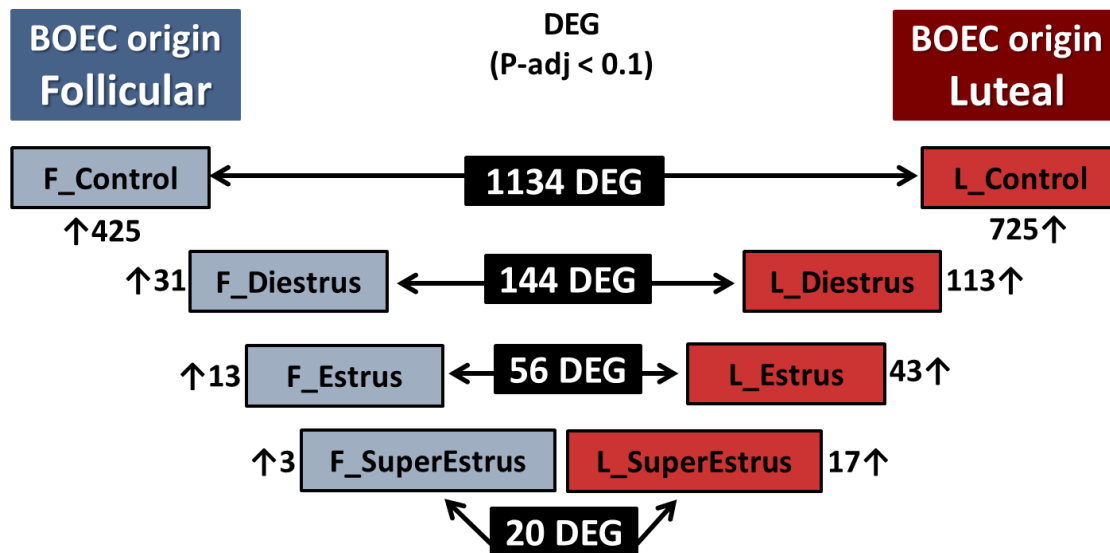 BOEC origin
Follicular
DEG
(P-adj < 0.1)
BOEC origin
Luteal
F_Control
1134 DEG
L_Control
↑425
725↑
↑31
F_Diestrus
144 DEG
L_Diestrus
113↑
↑13
F_Estrus
56 DEG
L_Estrus
43↑
↑3
F_SuperEstrus
L_SuperEstrus
17↑
20 DEG